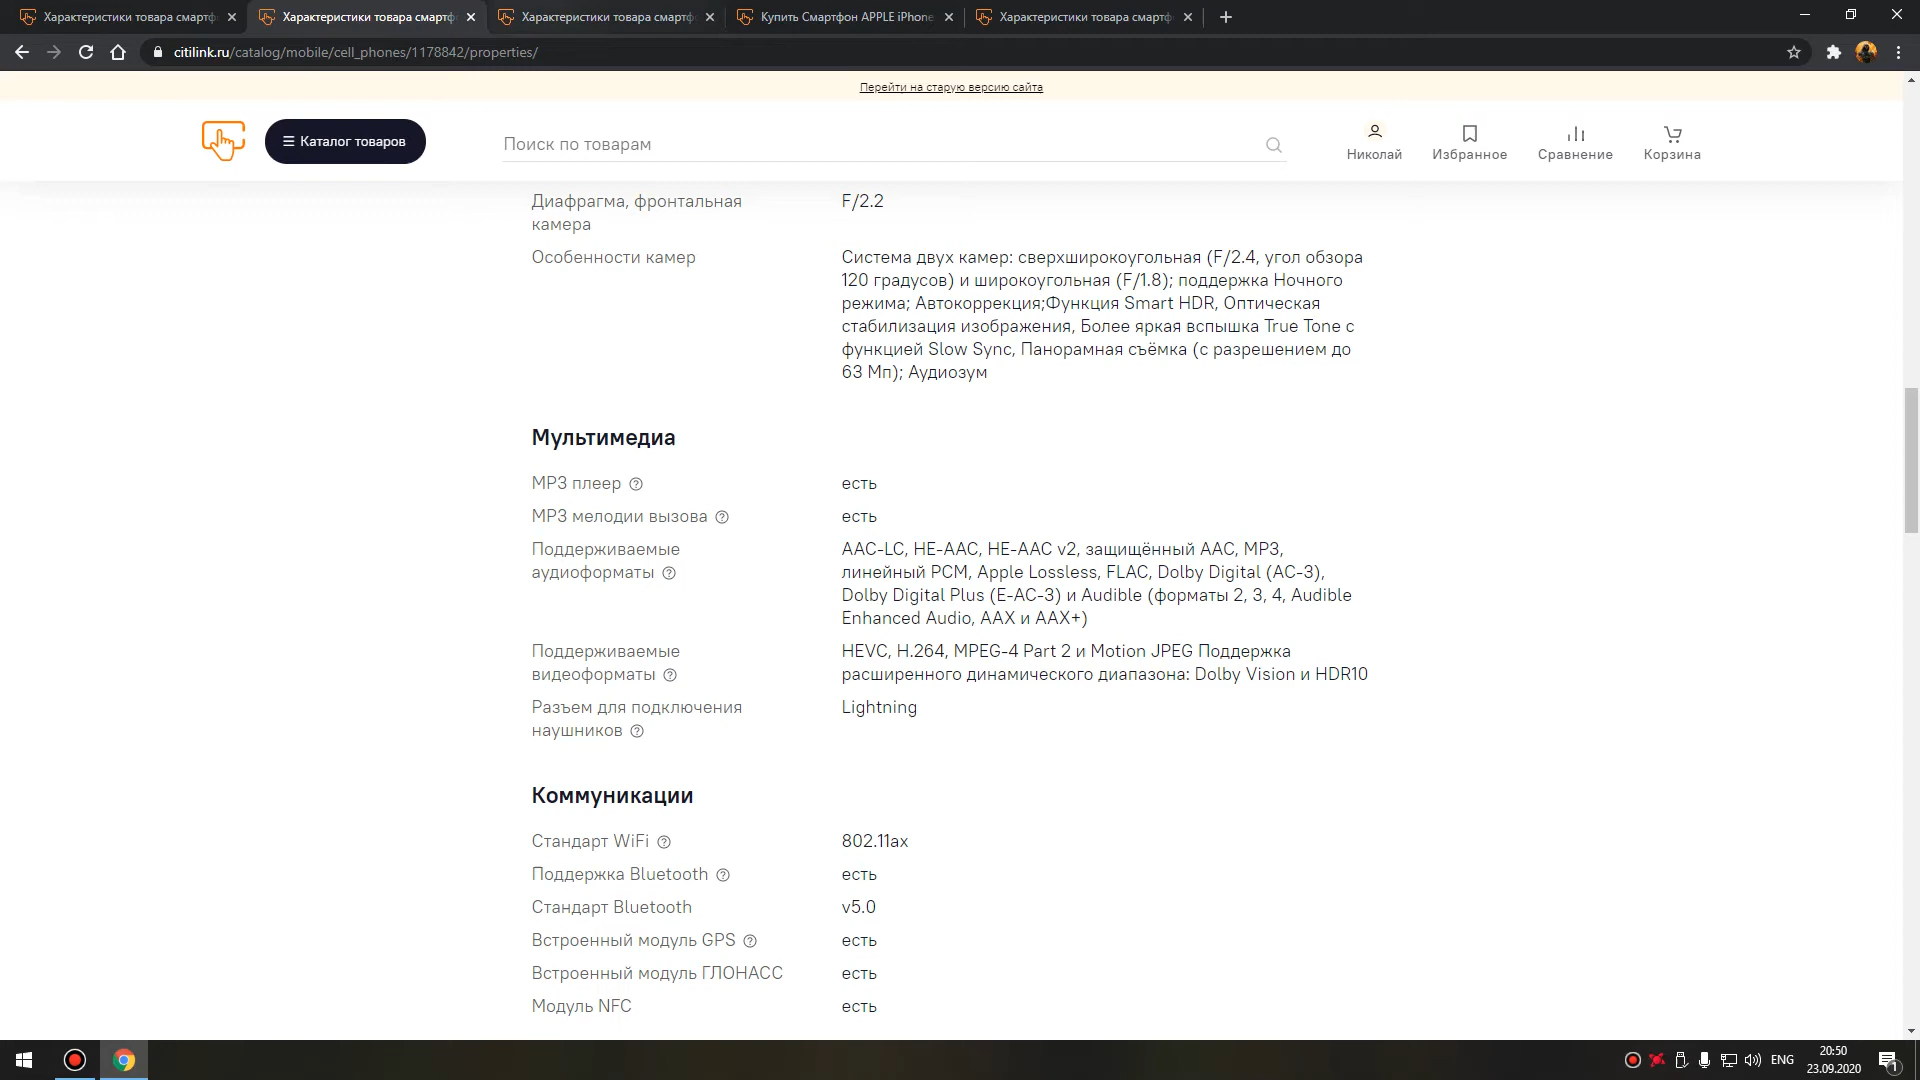 Характеристики товара смартф
Характеристики товара смартф
Характеристики товара смартф
Купить Смартфон APPLE iPhone
Характеристики товара смартф
citilink.ru/catalog/mobile/cell_phones/1178842/properties/
Перейти на старую версию сайта
Каталог товаров
Поиск по товарам
Николай
Избранное
Сравнение
Корзина
Диафрагма, фронтальная
камера
F/2.2
Особенности камер
Система двух камер: сверхширокоугольная (F/2.4, угол обзора
120 градусов) и широкоугольная (F/1.8); поддержка Ночного
режима; Автокоррекция;Функция Smart HDR, Оптическая
стабилизация изображения, Более яркая вспышка True Tone с
функцией Slow Sync, Панорамная съёмка (с разрешением до
63 Мп); Аудиозум
Мультимедиа
MP3 плеер
есть
MP3 мелодии вызова
есть
Поддерживаемые
аудиоформаты
AAC-LC, HE-AAC, HE-AAC v2, защищённый AAC, MP3,
линейный PCM, Apple Lossless, FLAC, Dolby Digital (AC-3),
Dolby Digital Plus (E-AC-3) и Audible (форматы 2, 3, 4, Audible
Enhanced Audio, AAX и AAX+)
Поддерживаемые
видеоформаты
HEVC, H.264, MPEG-4 Part 2 и Motion JPEG Поддержка
расширенного динамического диапазона: Dolby Vision и HDR10
Разъем для подключения
наушников
Lightning
Коммуникации
Стандарт WiFi
802.11ax
Поддержка Bluetooth
есть
Стандарт Bluetooth
v5.0
Встроенный модуль GPS
есть
Встроенный модуль ГЛОНАСС
есть
Модуль NFC
есть
ENG
20:50
23.09.2020
1